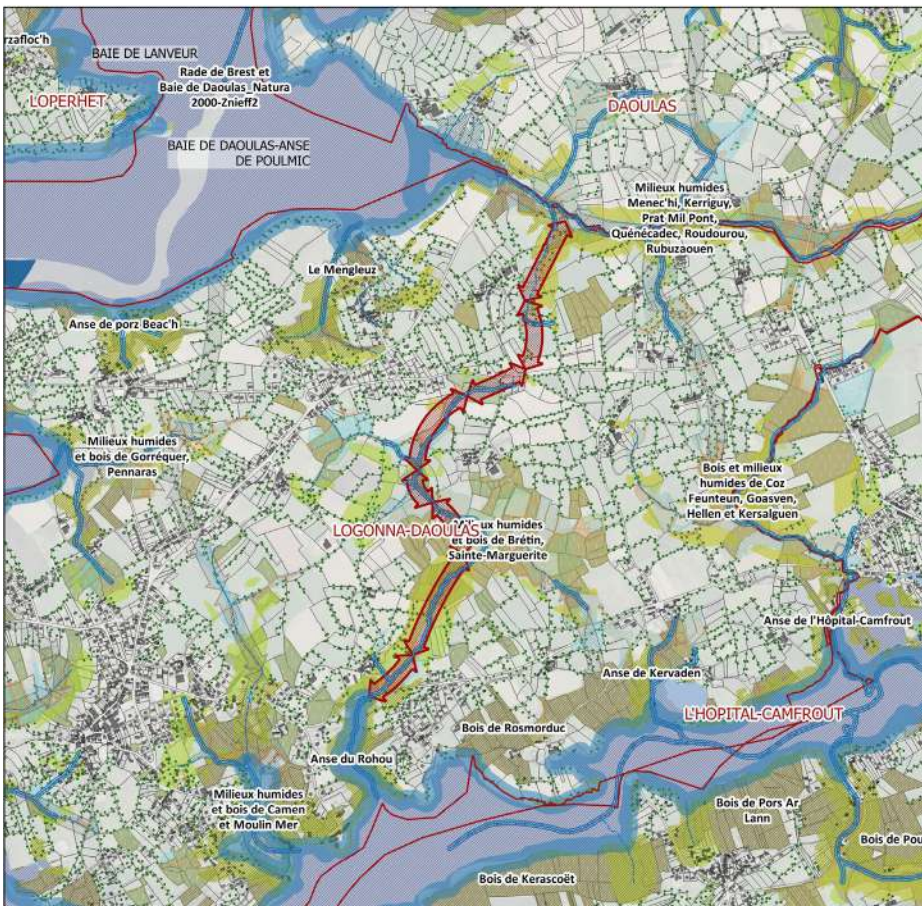 rzafloc'h
BAIE DE LANVEUR
Rade de Brest et
Baie de Daoulas_Natura
2000-Znieff2
LOPERHET
DAOULAS
BAIE DE DAOULAS-ANSE
DE POULMIC
Milieux humides
Menec'hi, Kerriguy,
Prat Mil Pont,
Quénécadec, Roudourou,
Rubuzaouen
Le Mengleuz
Anse de porz Beac'h
Milieux humides
et bois de Gorréquer,
Pennaras
Bois et milieux
humides de Coz
Feunteun, Goasven,
Hellen et Kersalguen
LOGONNA-DAOULAS
Milieux humides
et bois de Brétin,
Sainte-Marguerite
Anse de l'Hôpital-Camfrout
Anse de Kervaden
L'HOPITAL-CAMFROUT
Bois de Rosmorduc
Anse du Rohou
Milieux humides
et bois de Camen
et Moulin Mer
Bois de Pors Ar
Lann
Bois de Pou
Bois de Kerascoët